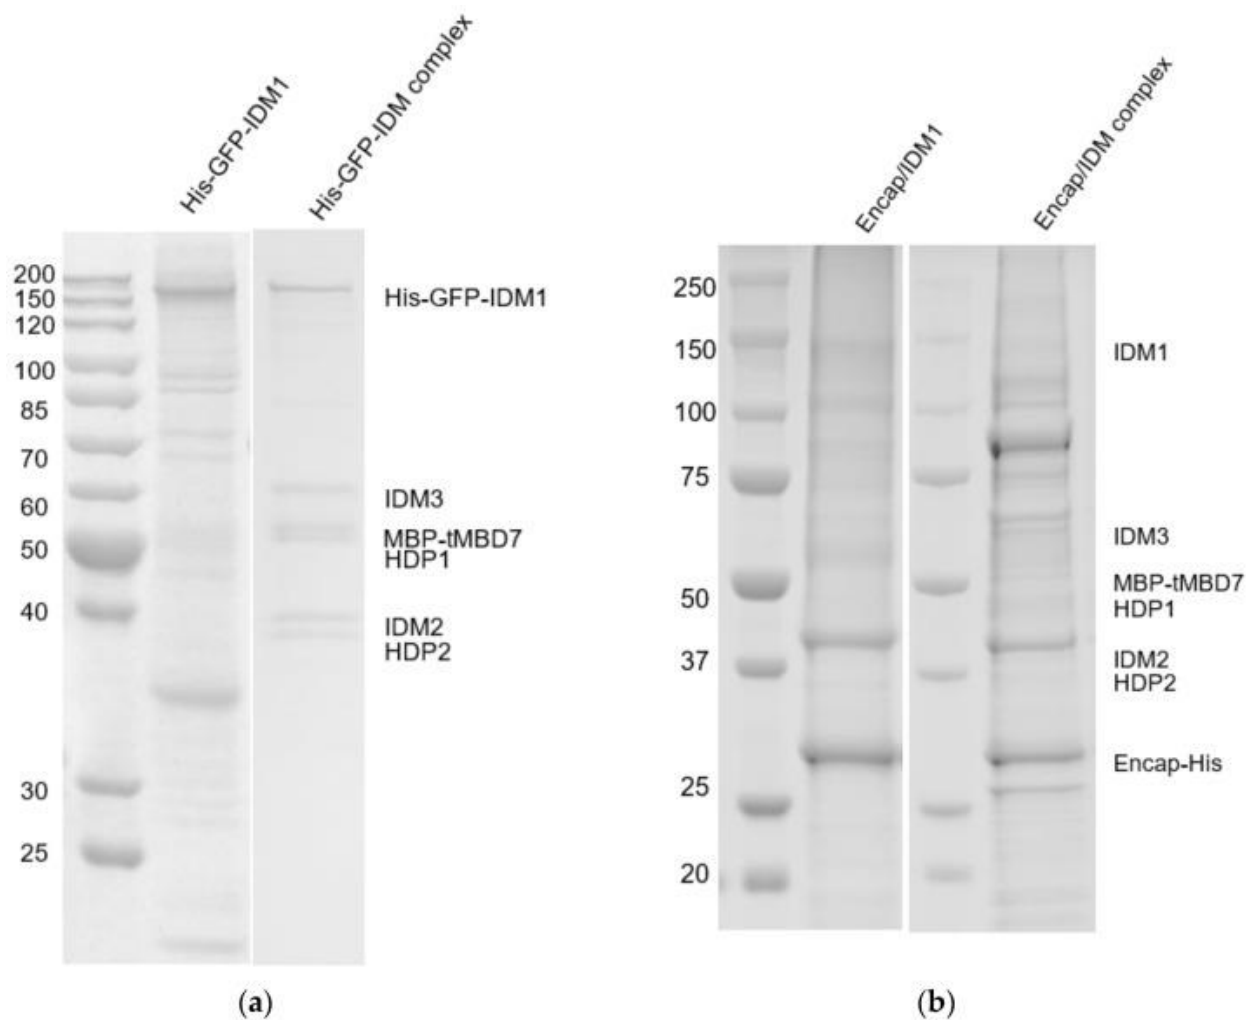 His-GFP-IDM1
His-GFP-IDM complex
200
150
120
100
85
70
60
50
40
30
25
His-GFP-IDM1
IDM3
MBP-tMBD7
HDP1
IDM2
HDP2
(a)
Encap/IDM1
Encap/IDM complex
250
150
100
75
50
37
25
20
IDM1
IDM3
MBP-tMBD7
HDP1
IDM2
HDP2
Encap-His
(b)